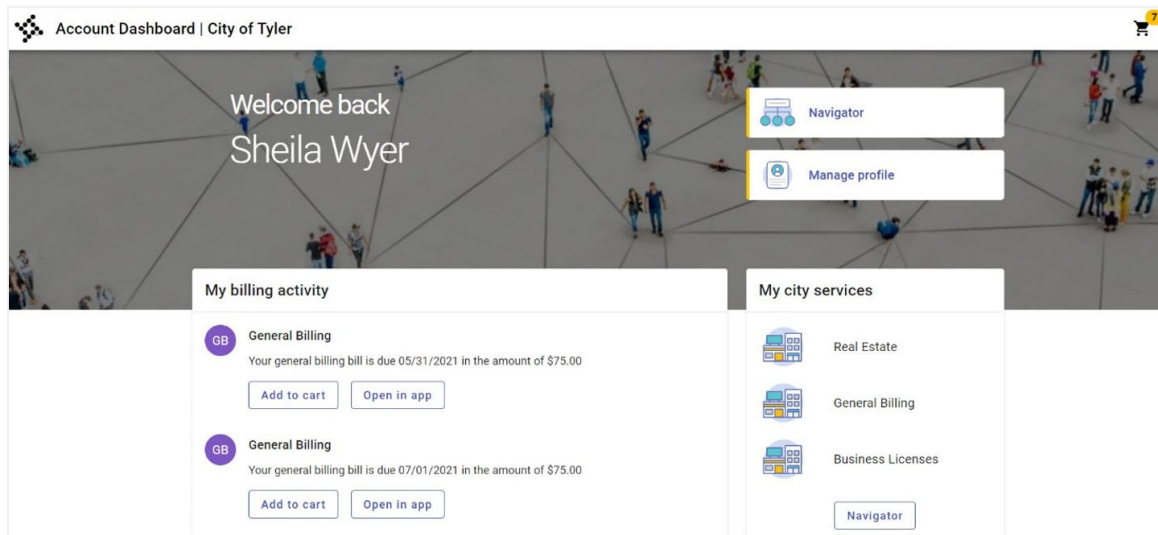 Account Dashboard | City of Tyler
7
Welcome back
Sheila Wyer
Navigator
Manage profile
My billing activity
GB
General Billing
Your general billing bill is due 05/31/2021 in the amount of $75.00
Add to cart
Open in app
GB
General Billing
Your general billing bill is due 07/01/2021 in the amount of $75.00
Add to cart
Open in app
My city services
Real Estate
General Billing
Business Licenses
Navigator